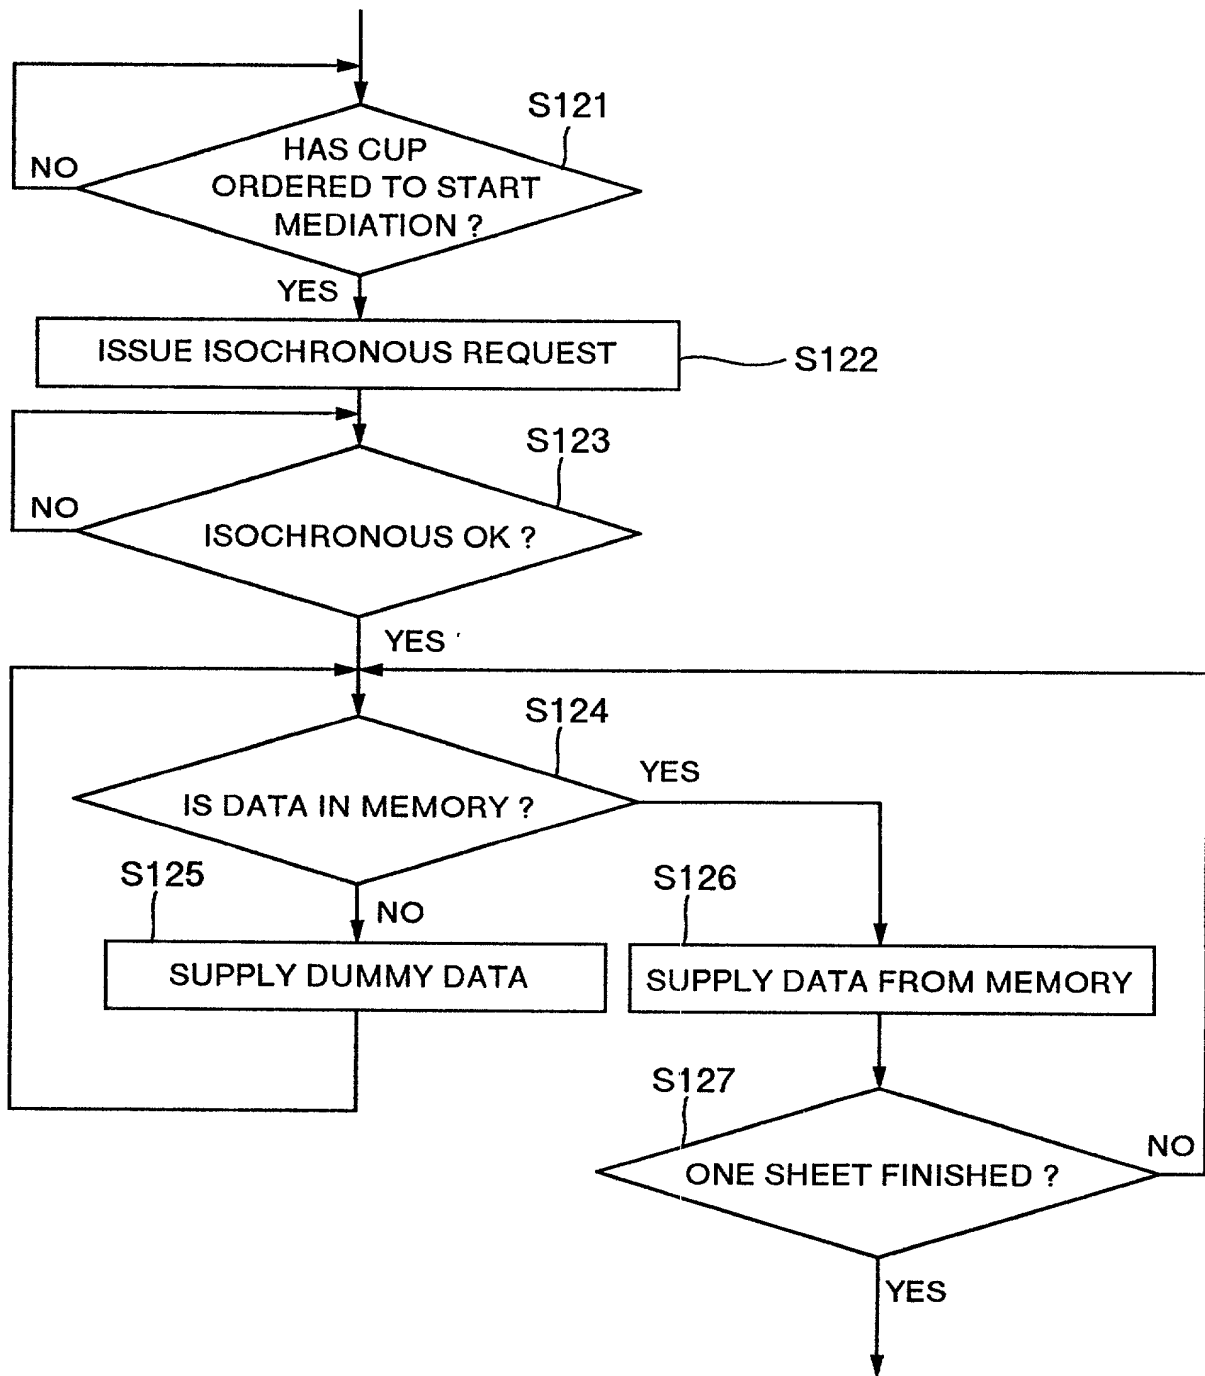 S121
HAS CUP
ORDERED TO START
MEDIATION ?
NO
YES
ISSUE ISOCHRONOUS REQUEST
S122
S123
NO
ISOCHRONOUS OK ?
YES
S124
IS DATA IN MEMORY ?
YES
S125
NO
SUPPLY DUMMY DATA
S126
SUPPLY DATA FROM MEMORY
S127
ONE SHEET FINISHED ?
NO
YES